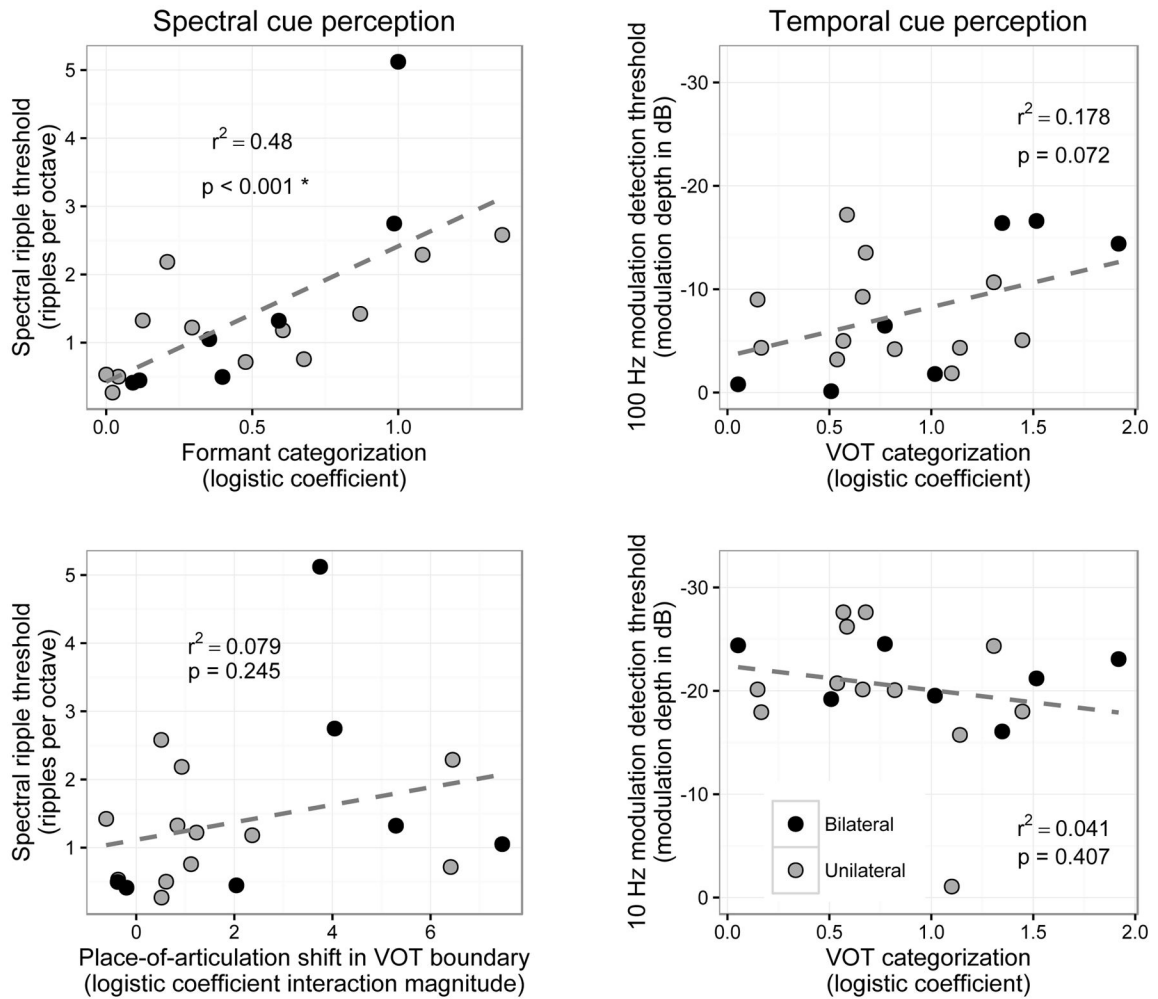 Spectral cue perception
Spectral ripple threshold
(ripples per octave)
5
4
3
2
1
r² = 0.48
p < 0.001 *
0.0 0.5 1.0
Formant categorization
(logistic coefficient)
Temporal cue perception
100 Hz modulation detection threshold
(modulation depth in dB)
-30
-20
-10
0
r² = 0.178
p = 0.072
0.0 0.5 1.0 1.5 2.0
VOT categorization
(logistic coefficient)
Spectral ripple threshold
(ripples per octave)
5
4
3
2
1
r² = 0.079
p = 0.245
0 2 4 6
Place-of-articulation shift in VOT boundary
(logistic coefficient interaction magnitude)
10 Hz modulation detection threshold
(modulation depth in dB)
-30
-20
-10
0
Bilateral
Unilateral
r² = 0.041
p = 0.407
0.0 0.5 1.0 1.5 2.0
VOT categorization
(logistic coefficient)